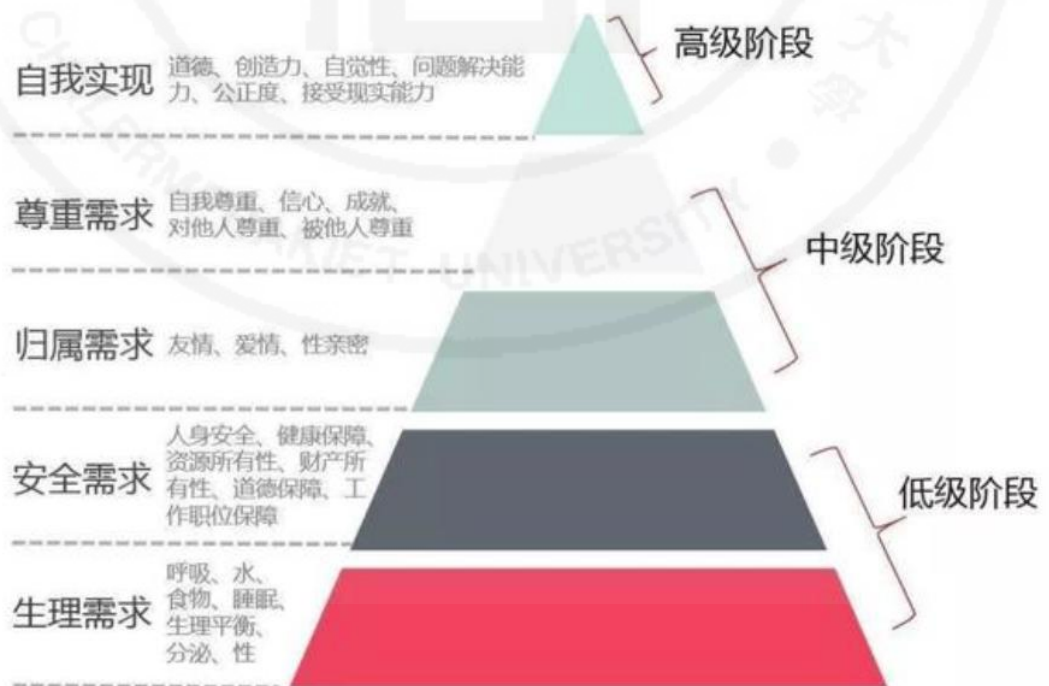 高级阶段
自我实现
道德、创造力、自觉性、问题解决能
力、公正度、接受现实能力
尊重需求
自我尊重、信心、成就、
对他人尊重、被他人尊重
中级阶段
归属需求
友情、爱情、性亲密
安全需求
人身安全、健康保障、
资源所有性、财产所
有性、道德保障、工
作职位保障
低级阶段
生理需求
呼吸、水、
食物、睡眠、
生理平衡、
分泌、性
大學
UNIVERSITY